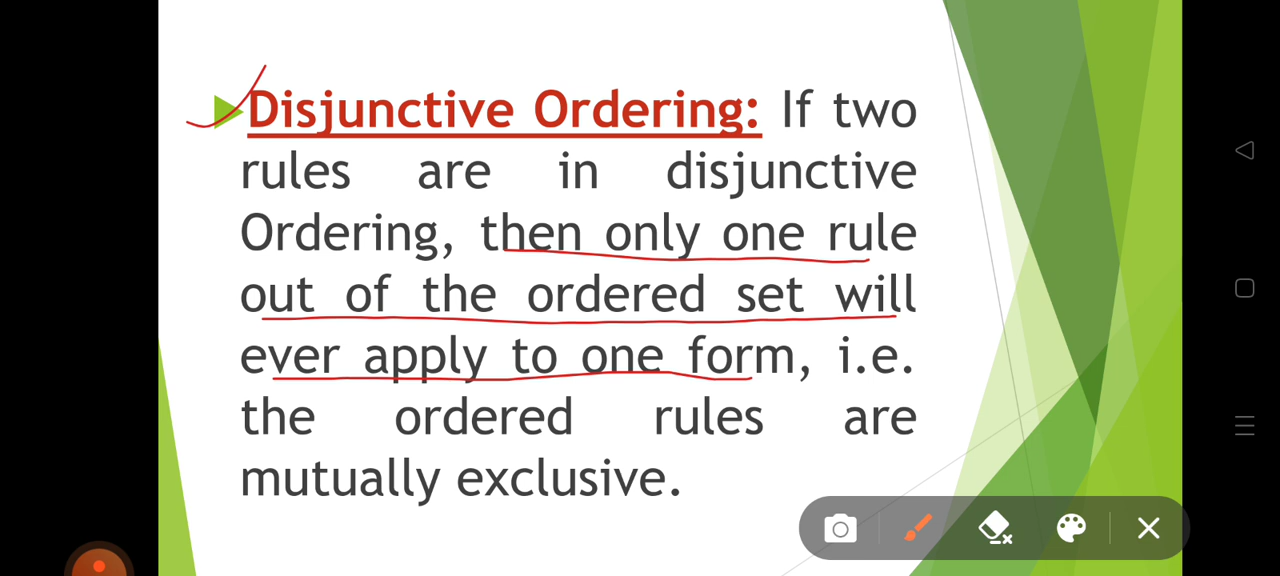 Disjunctive Ordering: If two
rules are in disjunctive
Ordering, then only one rule
out of the ordered set will
ever apply to one form, i.e.
the ordered rules are
mutually exclusive.